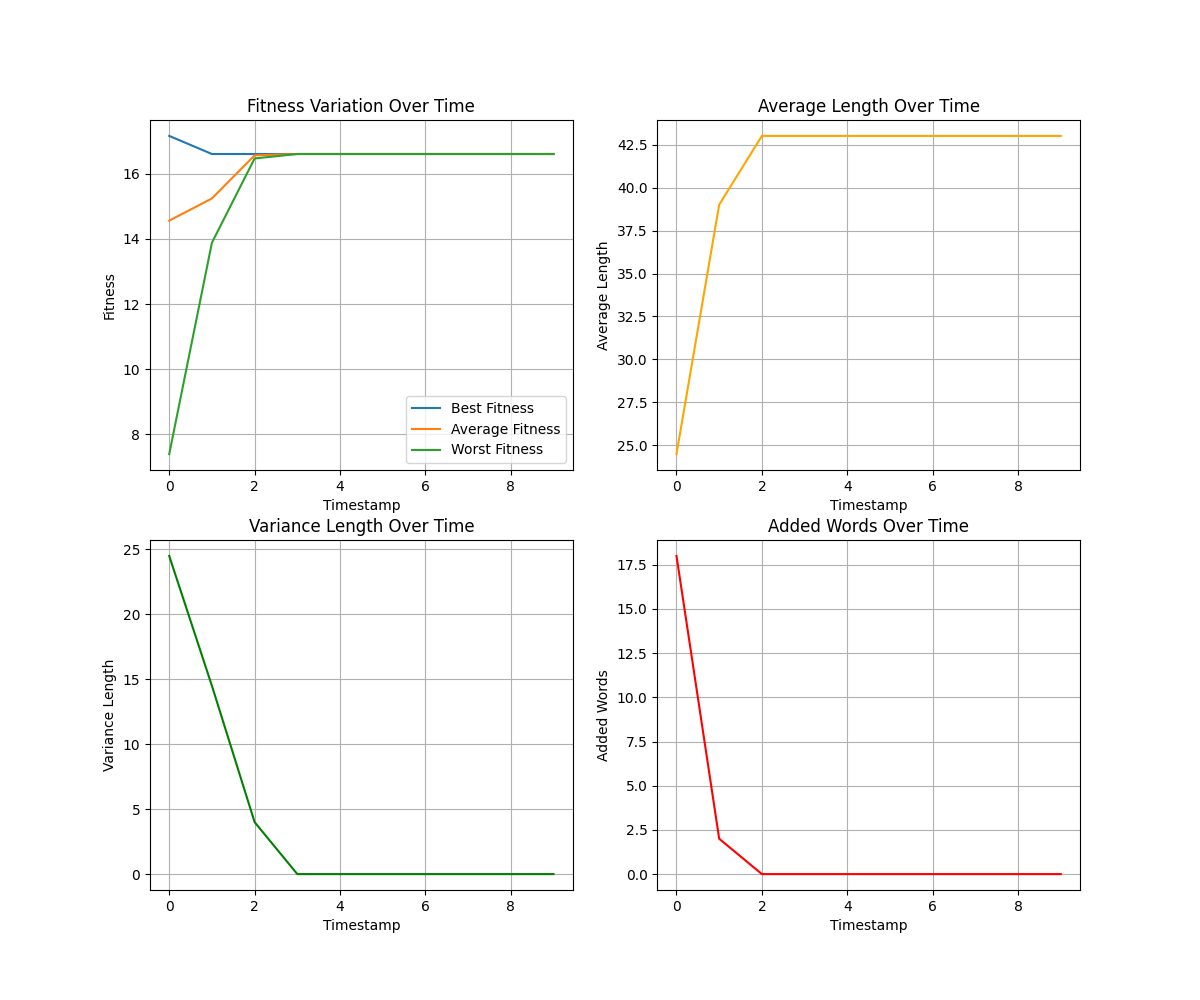 Fitness Variation Over Time
16
14
12
10
8
Fitness
Best Fitness
Average Fitness
Worst Fitness
0 2 4 6 8
Timestamp
Average Length Over Time
42.5
40.0
37.5
35.0
32.5
30.0
27.5
25.0
Average Length
0 2 4 6 8
Timestamp
Variance Length Over Time
25
20
15
10
5
0
Variance Length
0 2 4 6 8
Timestamp
Added Words Over Time
17.5
15.0
12.5
10.0
7.5
5.0
2.5
0.0
Added Words
0 2 4 6 8
Timestamp